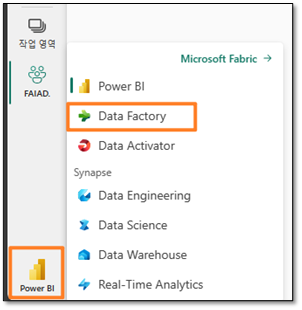 작업 영역
FAIAD.
Power BI
Microsoft Fabric →
Power BI
Data Factory
Data Activator
Synapse
Data Engineering
Data Science
Data Warehouse
Real-Time Analytics